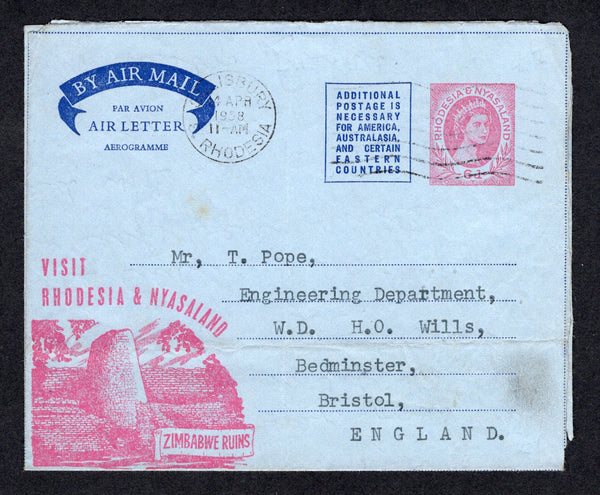 BY AIR MAIL
PAR AVION
AIR LETTER
AEROGRAMME
SALISBURY
APR
1958
11-AM
RHODESIA
ADDITIONAL
POSTAGE IS
NECESSARY
FOR AMERICA,
AUSTRALASIA,
AND CERTAIN
EASTERN
COUNTRIES
RHODESIA & NYASALAND
6d
VISIT
RHODESIA & NYASALAND
ZIMBABWE RUINS
Mr, T. Pope,
Engineering Department,
W.D. H.O. Wills,
Bedminster,
Bristol,
ENGLAND.